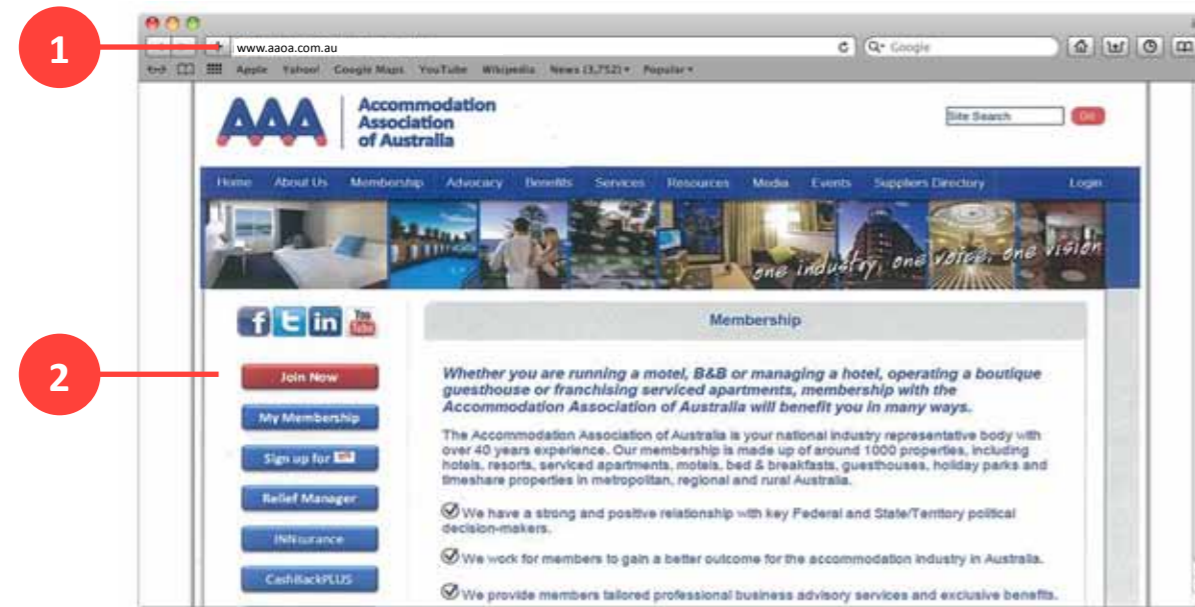 1
www.aaoa.com.au
Google
Apple Yahoo! Google Maps YouTube Wikipedia News (3,752) Popular
AAA
Accommodation
Association
of Australia
Site Search
Go
Home About Us Membership Advocacy Benefits Services Resources Media Events Suppliers Directory Login
one industry, one voice, one vision
f t in You Tube
Membership
2
Join Now
My Membership
Sign up for
Relief Manager
INNsurance
CashBackPLUS
Whether you are running a motel, B&B or managing a hotel, operating a boutique
guesthouse or franchising serviced apartments, membership with the
Accommodation Association of Australia will benefit you in many ways.
The Accommodation Association of Australia is your national industry representative body with
over 40 years experience. Our membership is made up of around 1000 properties, including
hotels, resorts, serviced apartments, motels, bed & breakfasts, guesthouses, holiday parks and
timeshare properties in metropolitan, regional and rural Australia.
We have a strong and positive relationship with key Federal and State/Territory political
decision-makers.
We work for members to gain a better outcome for the accommodation industry in Australia.
We provide members tailored professional business advisory services and exclusive benefits.